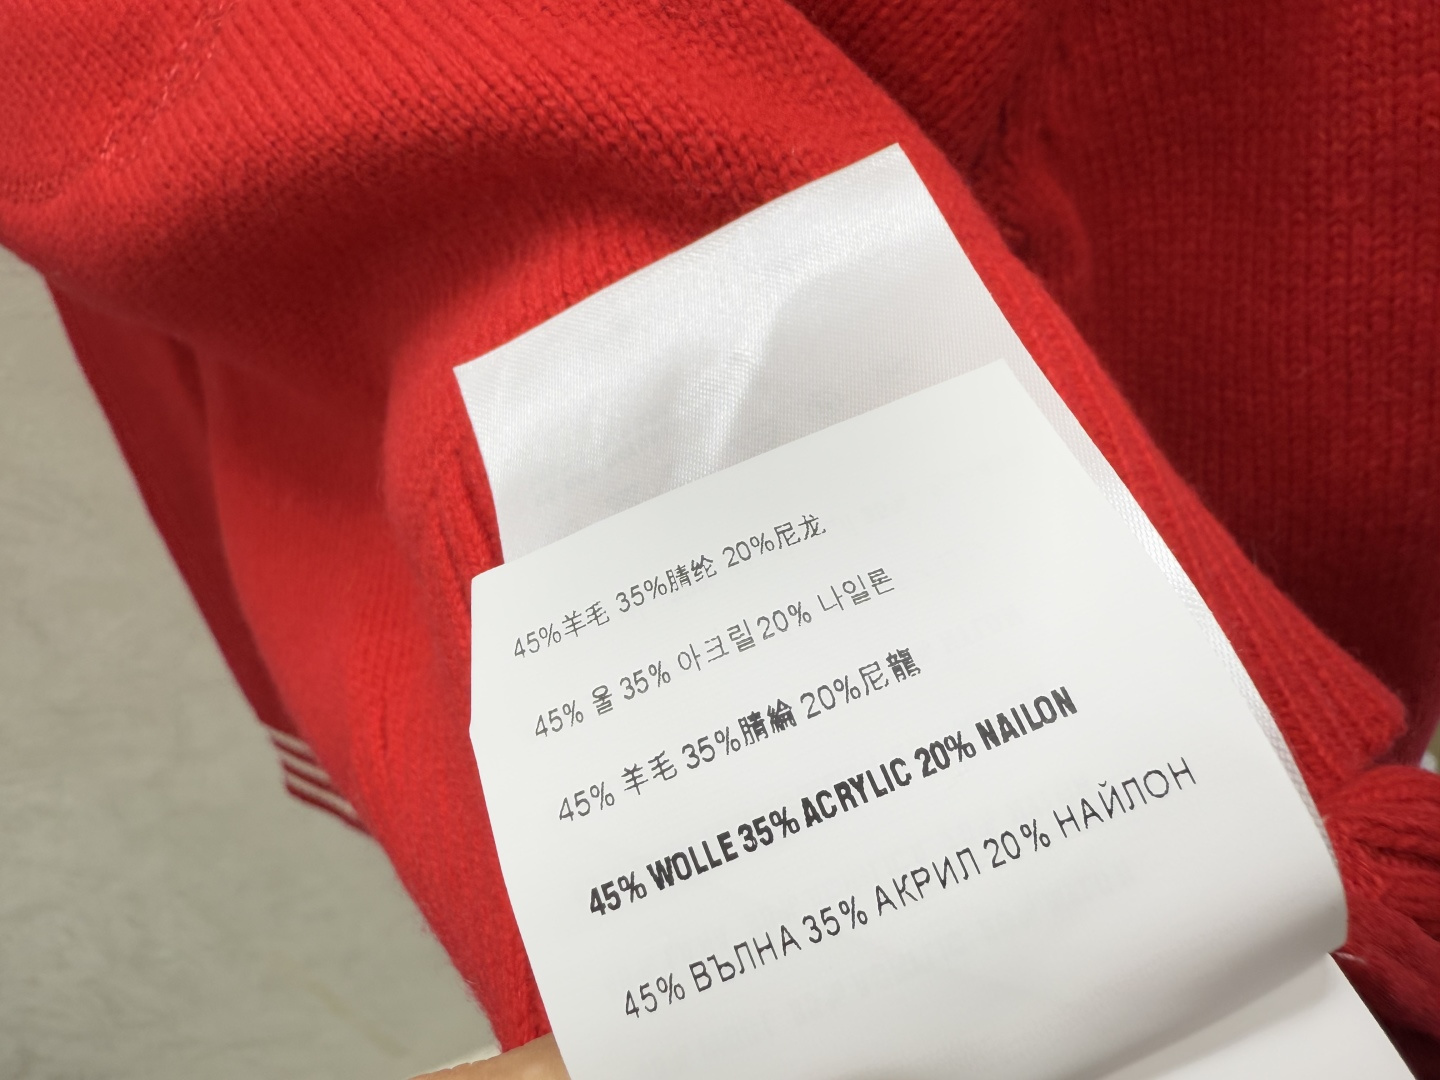 45%羊毛 35%腈纶 20%尼龙
45% 울 35% 아크릴 20% 나일론
45% 羊毛 35%腈綸 20%尼龍
45% WOLLE 35% ACRYLIC 20% NAILON
45% ВЪЛНА 35% АКРИЛ 20% НАЙЛОН